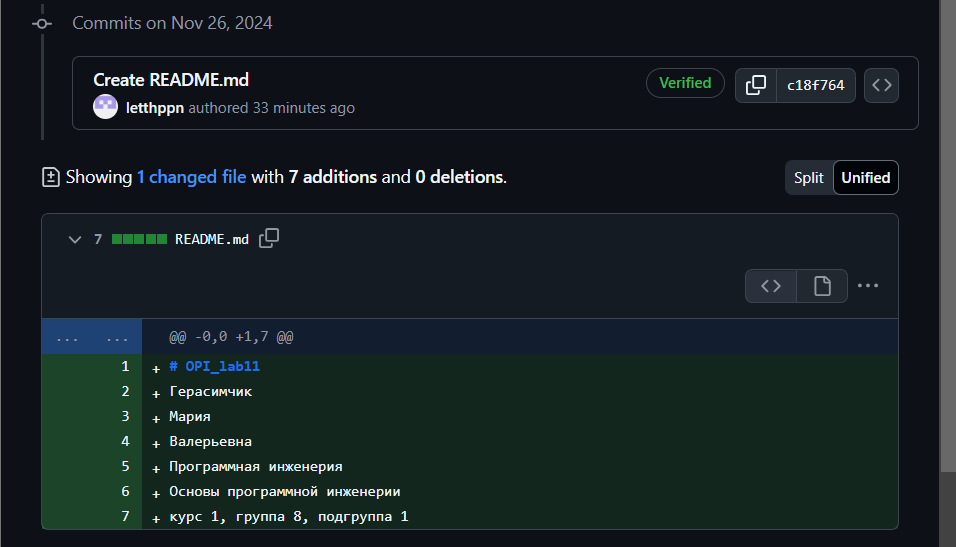 Commits on Nov 26, 2024
Create README.md
Verified
c18f764
letthppn authored 33 minutes ago
Showing 1 changed file with 7 additions and 0 deletions.
Split Unified
7 README.md
... ... @@ -0,0 +1,7 @@
1 + # OPI_lab11
2 + Герасимчик
3 + Мария
4 + Валерьевна
5 + Программная инженерия
6 + Основы программной инженерии
7 + курс 1, группа 8, подгруппа 1